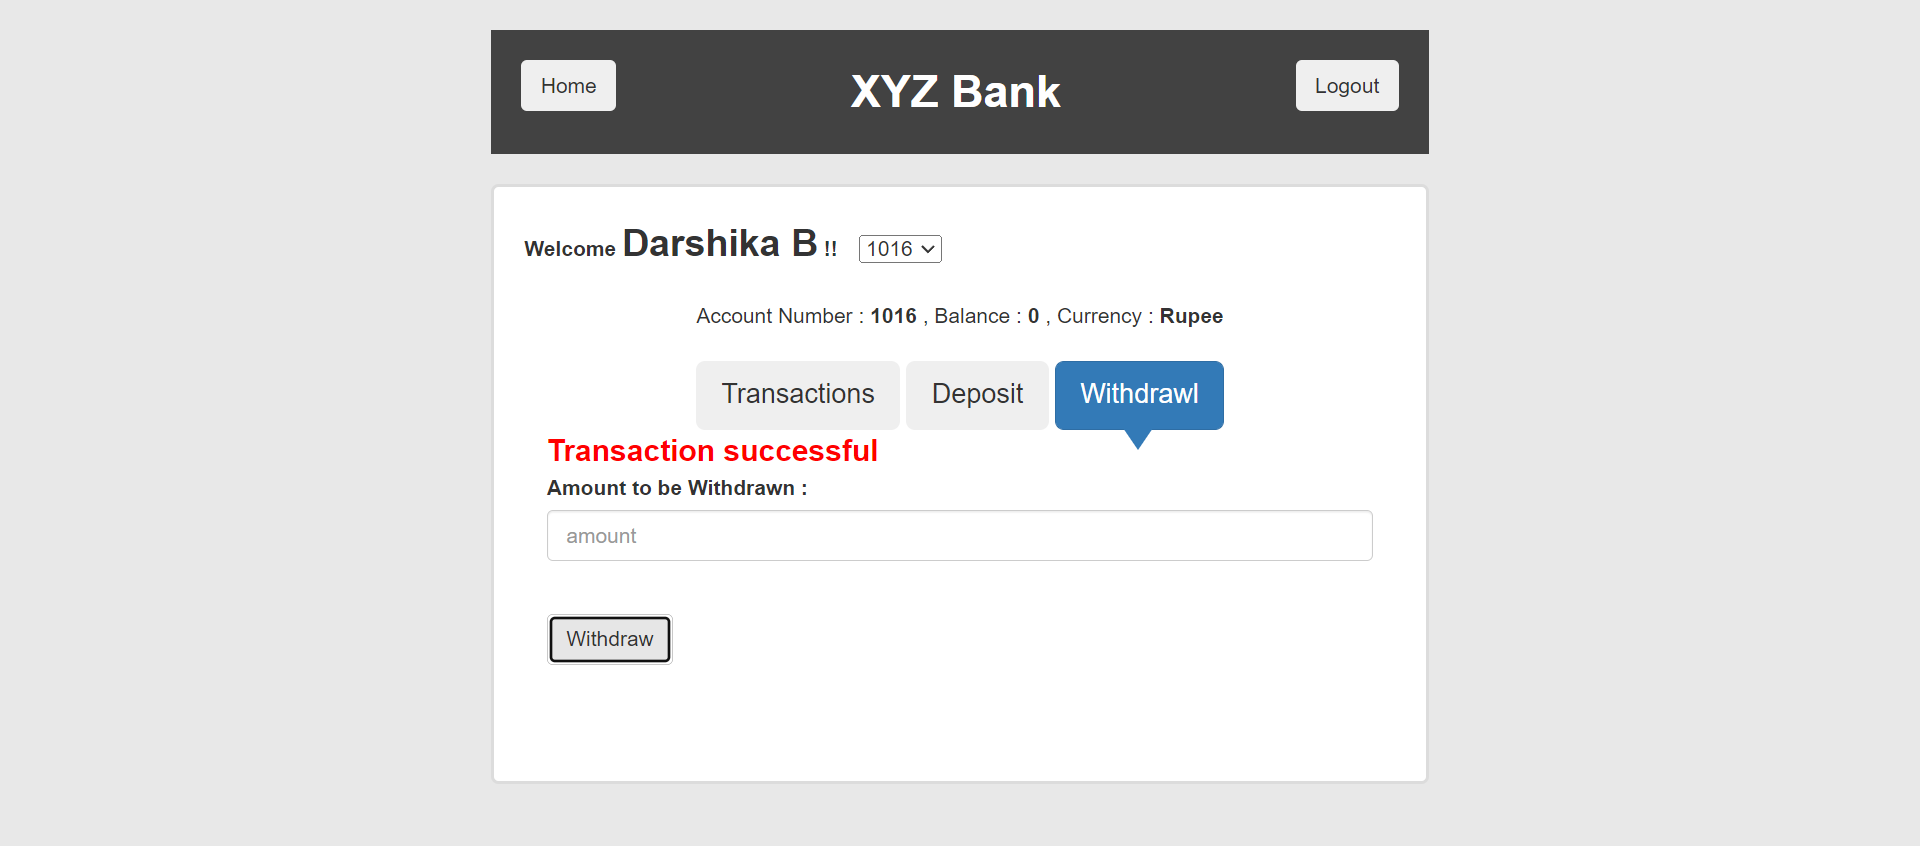 Home
XYZ Bank
Logout
Welcome Darshika B !! 1016
Account Number : 1016 , Balance : 0 , Currency : Rupee
Transactions
Deposit
Withdrawl
Transaction successful
Amount to be Withdrawn :
amount
Withdraw